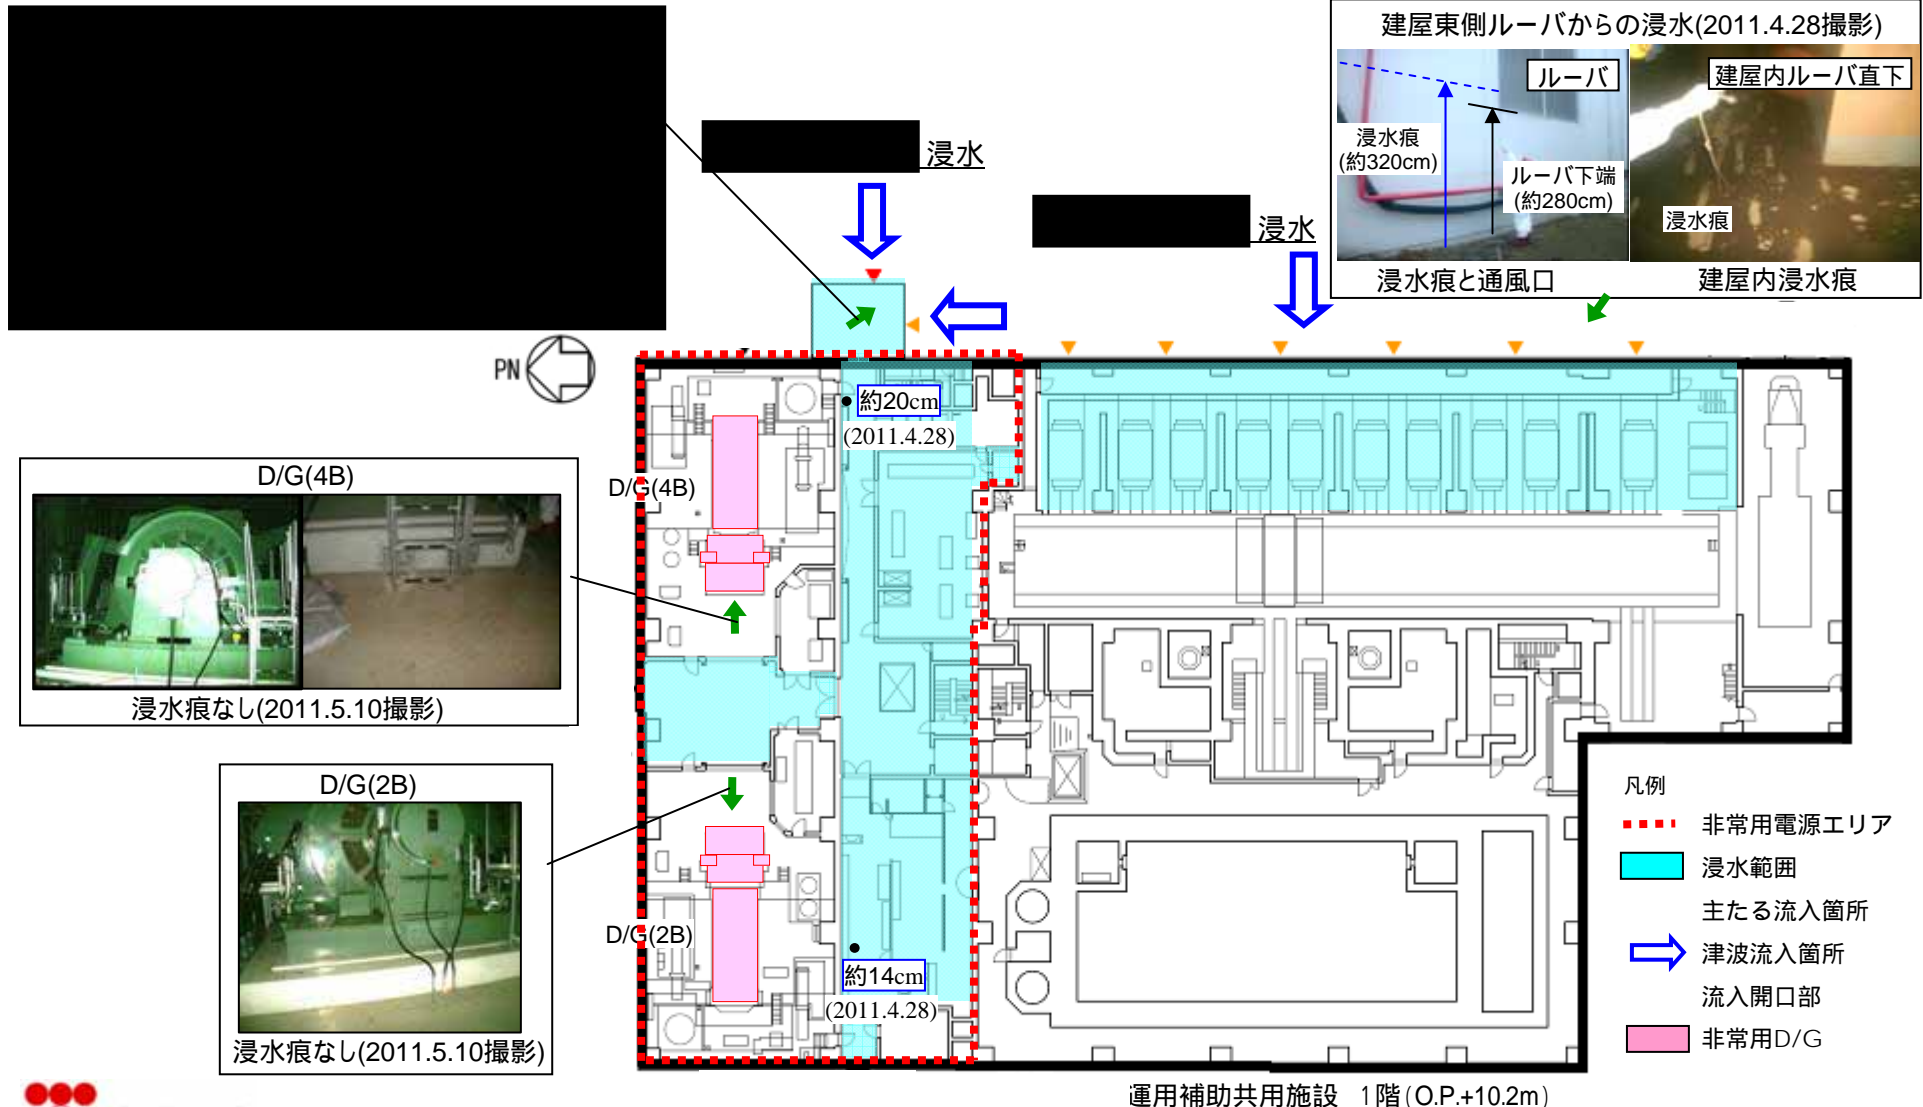 建屋東側ルーバからの浸水(2011.4.28撮影)
ルーバ
建屋内ルーバ直下
浸水痕
(約320cm)
ルーバ下端
(約280cm)
浸水痕
浸水痕と通風口
建屋内浸水痕
浸水
浸水
PN
約20cm
(2011.4.28)
D/G(4B)
D/G(4B)
浸水痕なし(2011.5.10撮影)
D/G(2B)
浸水痕なし(2011.5.10撮影)
D/G(2B)
約14cm
(2011.4.28)
凡例
非常用電源エリア
浸水範囲
主たる流入箇所
津波流入箇所
流入開口部
非常用D/G
運用補助共用施設 1階(O.P.+10.2m)